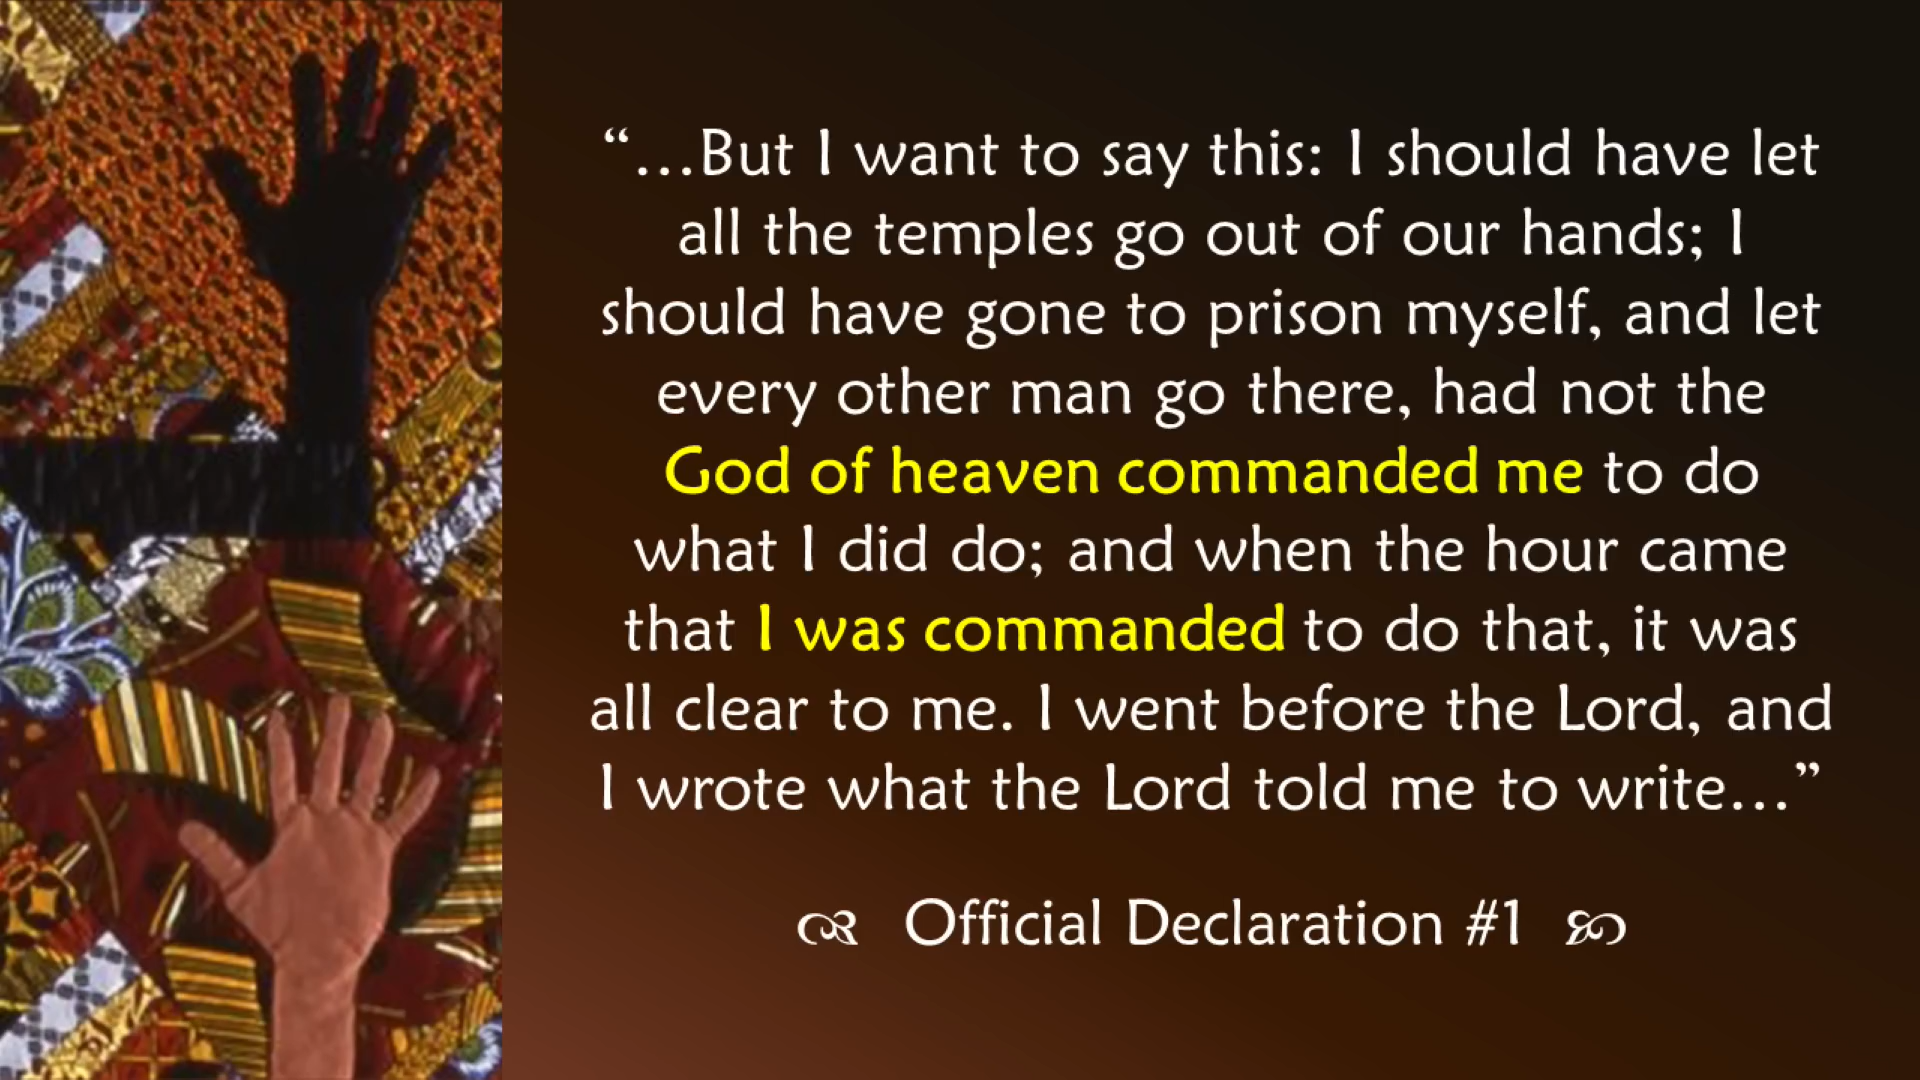 “…But I want to say this: I should have let
all the temples go out of our hands; I
should have gone to prison myself, and let
every other man go there, had not the
God of heaven commanded me to do
what I did do; and when the hour came
that I was commanded to do that, it was
all clear to me. I went before the Lord, and
I wrote what the Lord told me to write…”
Official Declaration #1